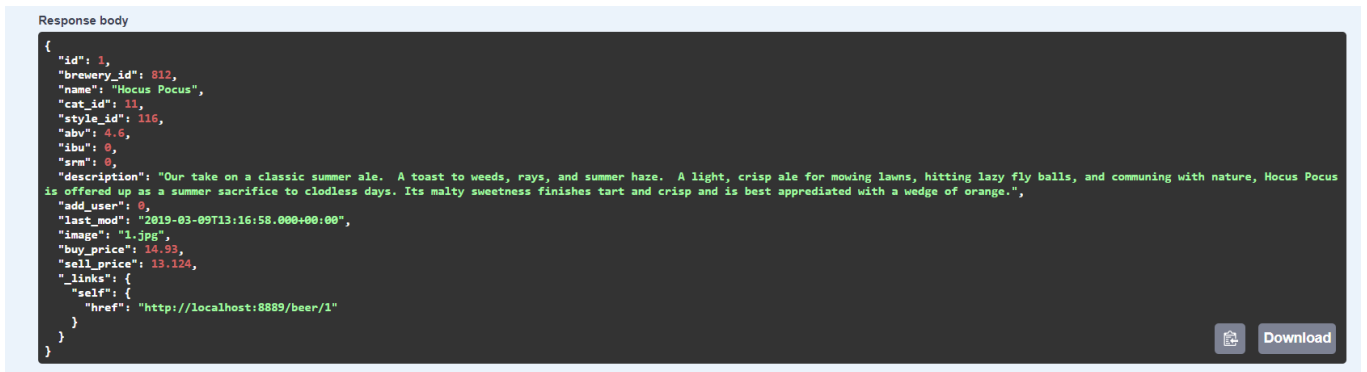 Response body
{
  "id": 1,
  "brewery_id": 812,
  "name": "Hocus Pocus",
  "cat_id": 11,
  "style_id": 116,
  "abv": 4.6,
  "ibu": 0,
  "srm": 0,
  "description": "Our take on a classic summer ale.  A toast to weeds, rays, and summer haze.  A light, crisp ale for mowing lawns, hitting lazy fly balls, and communing with nature, Hocus Pocus
is offered up as a summer sacrifice to clodless days. Its malty sweetness finishes tart and crisp and is best apprediated with a wedge of orange.",
  "add_user": 0,
  "last_mod": "2019-03-09T13:16:58.000+00:00",
  "image": "1.jpg",
  "buy_price": 14.93,
  "sell_price": 13.124,
  "_links": {
    "self": {
      "href": "http://localhost:8889/beer/1"
    }
  }
}
Download